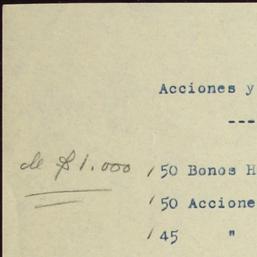 Acciones y
---
de $1.000 / 50 Bonos H
/ 50 Accione
/ 45 "